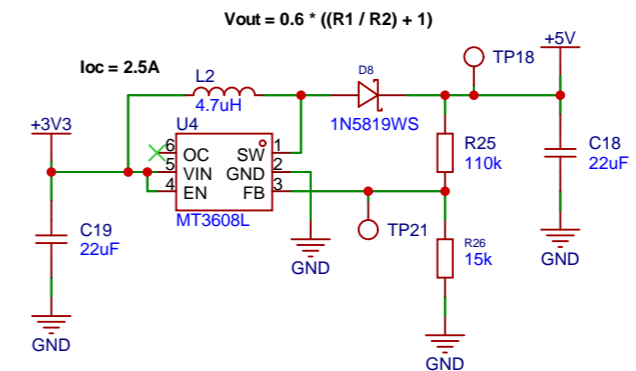 Vout = 0.6 * ((R1 / R2) + 1)
Ioc = 2.5A
L2
4.7uH
D8
1N5819WS
TP18
+5V
+3V3
U4
6 OC
5 VIN
4 EN
SW 1
GND 2
FB 3
MT3608L
R25
110k
C18
22uF
C19
22uF
TP21
R26
15k
GND
GND
GND
GND